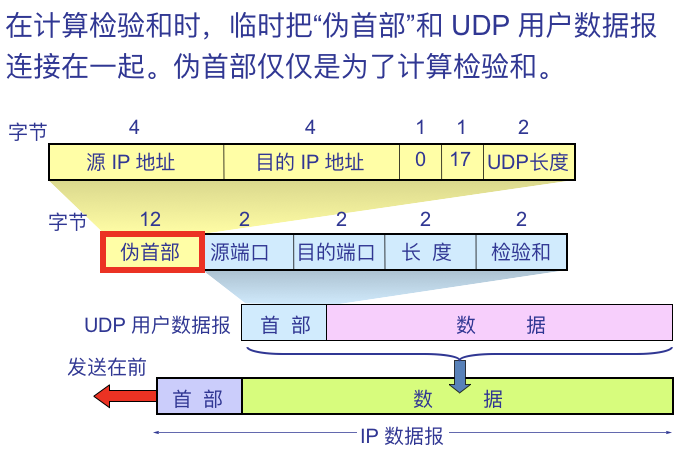 在计算检验和时，临时把“伪首部”和 UDP 用户数据报
连接在一起。伪首部仅仅是为了计算检验和。
字节 4 4 1 1 2
源 IP 地址 目的 IP 地址 0 17 UDP长度
字节 12 2 2 2 2
伪首部 源端口 目的端口 长 度 检验和
UDP 用户数据报 首 部 数 据
发送在前
首 部 数 据
IP 数据报